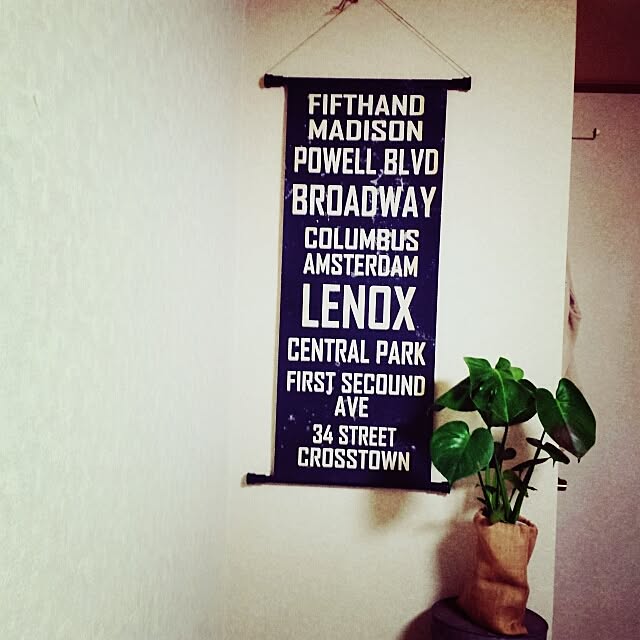 FIFTHAND
MADISON
POWELL BLVD
BROADWAY
COLUMBUS
AMSTERDAM
LENOX
CENTRAL PARK
FIRST SECOUND
AVE
34 STREET
CROSSTOWN